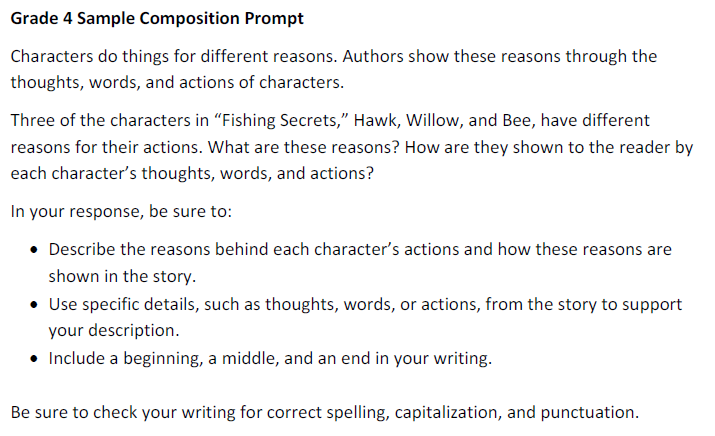 Grade 4 Sample Composition Prompt
Characters do things for different reasons. Authors show these reasons through the
thoughts, words, and actions of characters.
Three of the characters in “Fishing Secrets,” Hawk, Willow, and Bee, have different
reasons for their actions. What are these reasons? How are they shown to the reader by
each character’s thoughts, words, and actions?
In your response, be sure to:
• Describe the reasons behind each character’s actions and how these reasons are
shown in the story.
• Use specific details, such as thoughts, words, or actions, from the story to support
your description.
• Include a beginning, a middle, and an end in your writing.
Be sure to check your writing for correct spelling, capitalization, and punctuation.